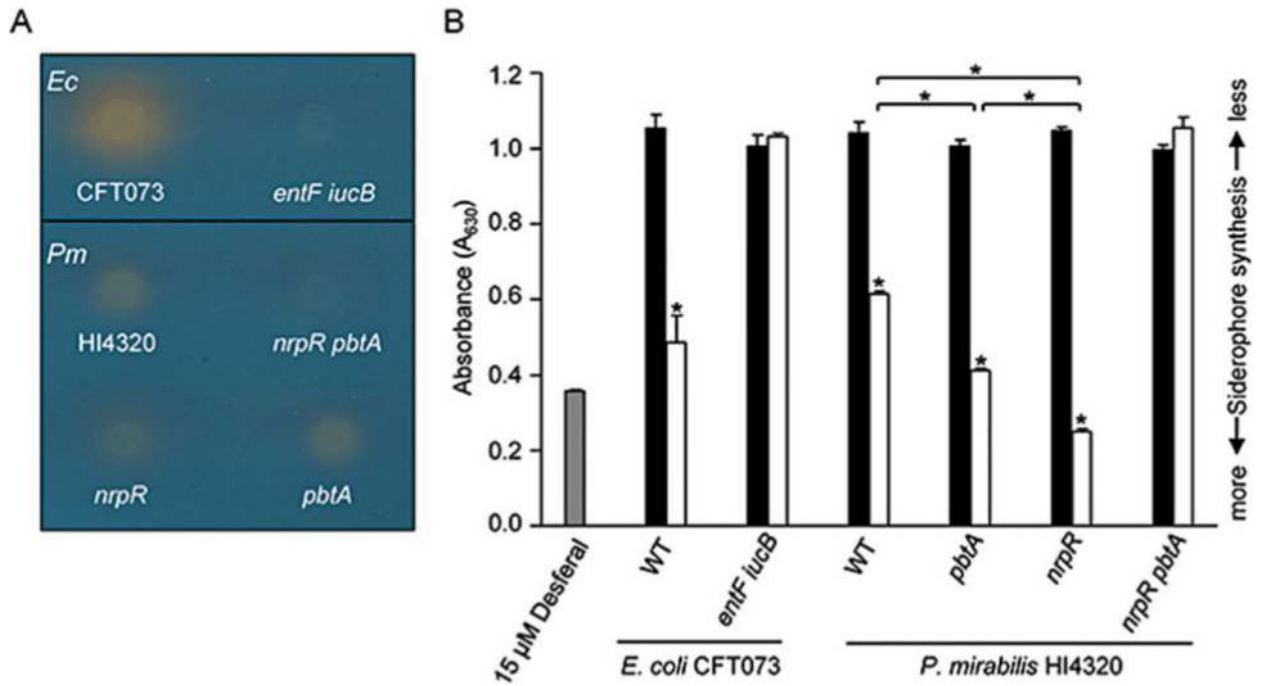 A
Ec
CFT073 entF iucB
Pm
HI4320 nrpR pbtA
nrpR pbtA
B
Absorbance (A630)
1.2
1.0
0.8
0.6
0.4
0.2
0.0
* * * * * * *
15 µM Desferal
WT
entF iucB
WT
pbtA
nrpR
nrpR pbtA
E. coli CFT073
P. mirabilis HI4320
more ←Siderophore synthesis→ less